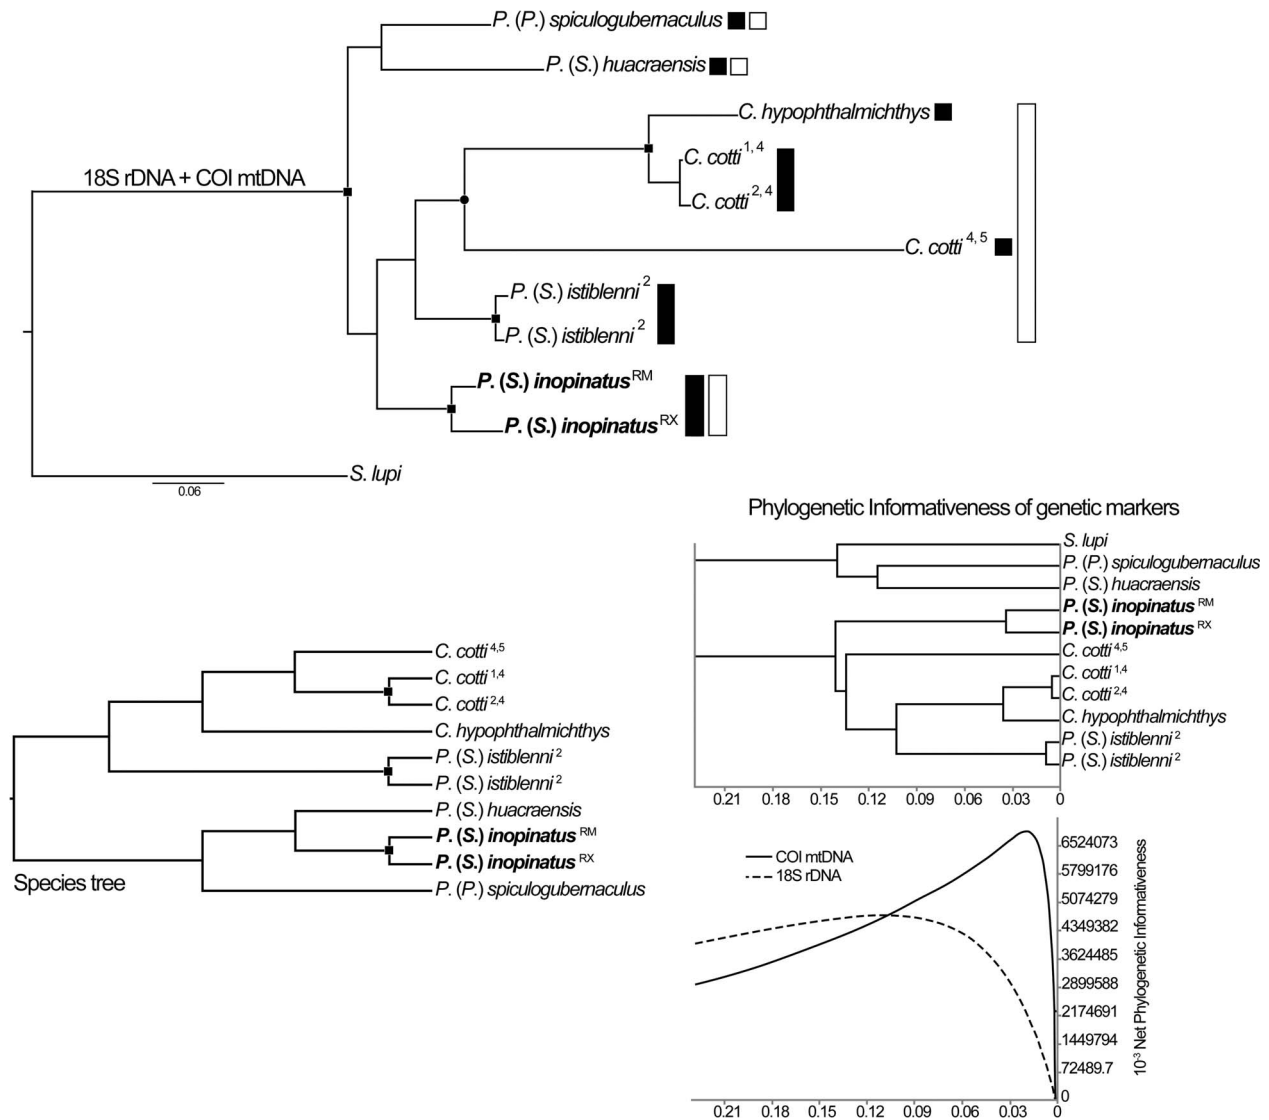 P. (P.) spiculogubernaculus
P. (S.) huacraensis
C. hypophthalmichthys
C. cotti 1, 4
18S rDNA + COI mtDNA
C. cotti 2, 4
C. cotti 4, 5
P. (S.) istiblenni 2
P. (S.) istiblenni 2
P. (S.) inopinatus RM
P. (S.) inopinatus RX
S. lupi
0.06
Phylogenetic Informativeness of genetic markers
S. lupi
P. (P.) spiculogubernaculus
P. (S.) huacraensis
P. (S.) inopinatus RM
P. (S.) inopinatus RX
C. cotti 4,5
C. cotti 1,4
C. cotti 2,4
C. hypophthalmichthys
P. (S.) istiblenni 2
P. (S.) istiblenni 2
0.21 0.18 0.15 0.12 0.09 0.06 0.03 0
C. cotti 4,5
C. cotti 1,4
C. cotti 2,4
C. hypophthalmichthys
P. (S.) istiblenni 2
P. (S.) istiblenni 2
P. (S.) huacraensis
P. (S.) inopinatus RM
P. (S.) inopinatus RX
P. (P.) spiculogubernaculus
Species tree
COI mtDNA
18S rDNA
6524073
5799176
5074279
4349382
3624485
2899588
2174691
1449794
72489.7
0
10-3 Net Phylogenetic Informativeness
0.21 0.18 0.15 0.12 0.09 0.06 0.03 0